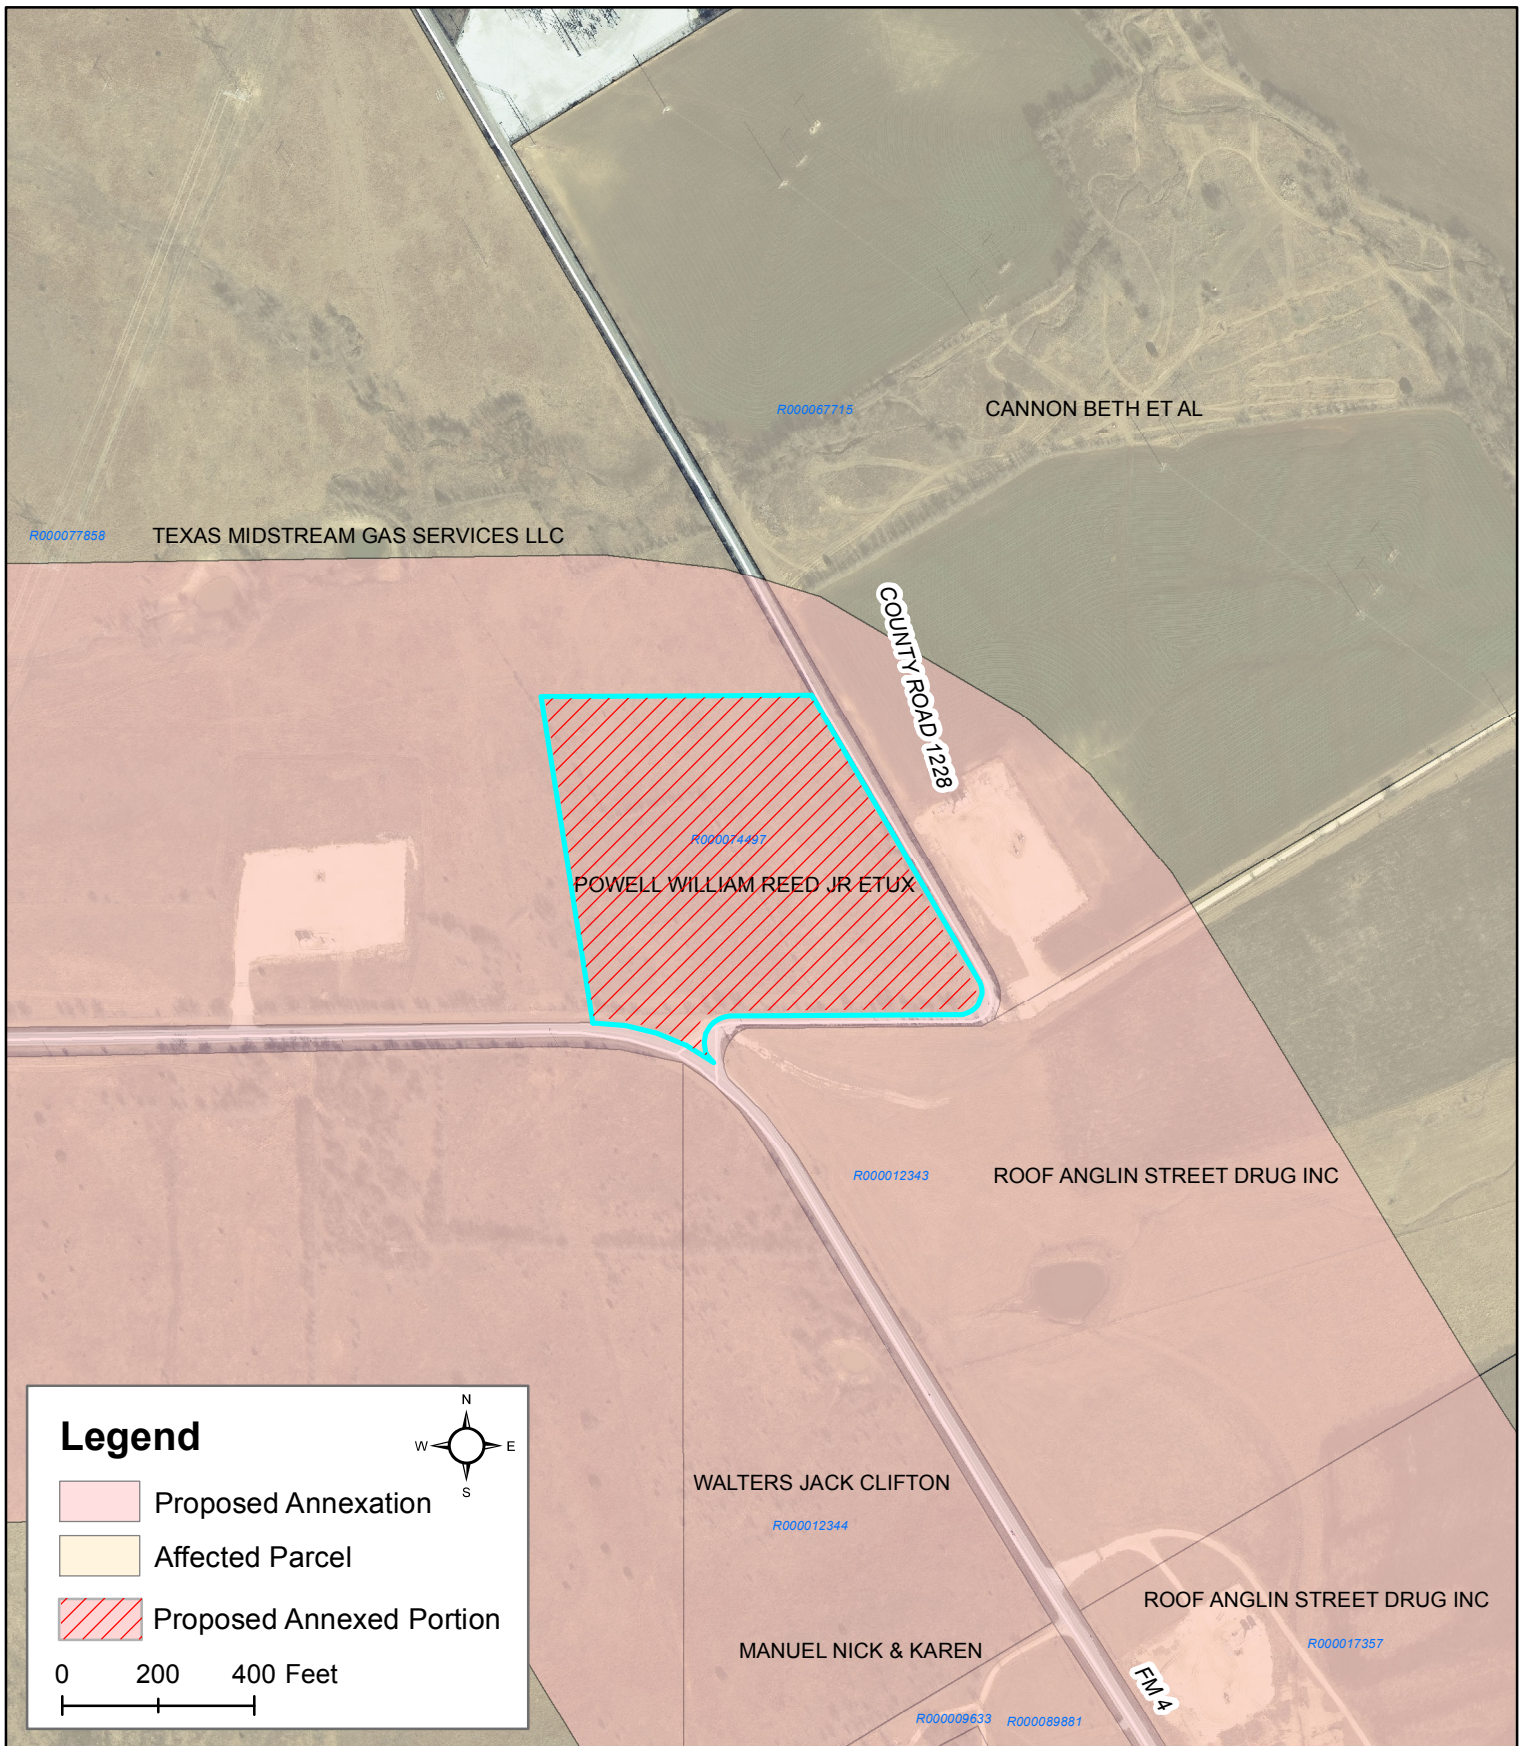 R000067715
CANNON BETH ET AL
R000077858
TEXAS MIDSTREAM GAS SERVICES LLC
COUNTY ROAD 1228
R000074497
POWELL WILLIAM REED JR ETUX
R000012343
ROOF ANGLIN STREET DRUG INC
WALTERS JACK CLIFTON
R000012344
ROOF ANGLIN STREET DRUG INC
R000017357
MANUEL NICK & KAREN
R000009633
R000089881
FM 4
Legend
N
W
E
S
Proposed Annexation
Affected Parcel
Proposed Annexed Portion
0 200 400 Feet